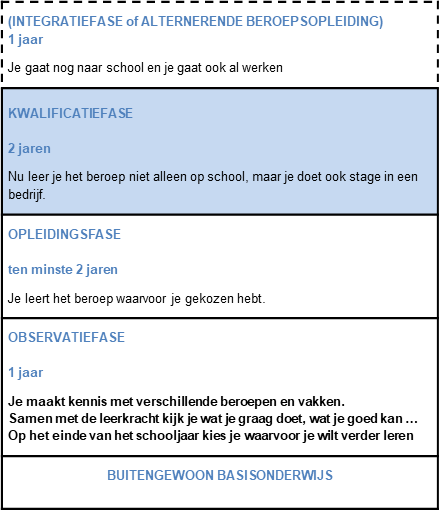 (INTEGRATIEFASE of ALTERNERENDE BEROEPSOPLEIDING)
1 jaar
Je gaat nog naar school en je gaat ook al werken
KWALIFICATIEFASE
2 jaren
Nu leer je het beroep niet alleen op school, maar je doet ook stage in een
bedrijf.
OPLEIDINGSFASE
ten minste 2 jaren
Je leert het beroep waarvoor je gekozen hebt.
OBSERVATIEFASE
1 jaar
Je maakt kennis met verschillende beroepen en vakken.
Samen met de leerkracht kijk je wat je graag doet, wat je goed kan …
Op het einde van het schooljaar kies je waarvoor je wilt verder leren
BUITENGEWOON BASISONDERWIJS